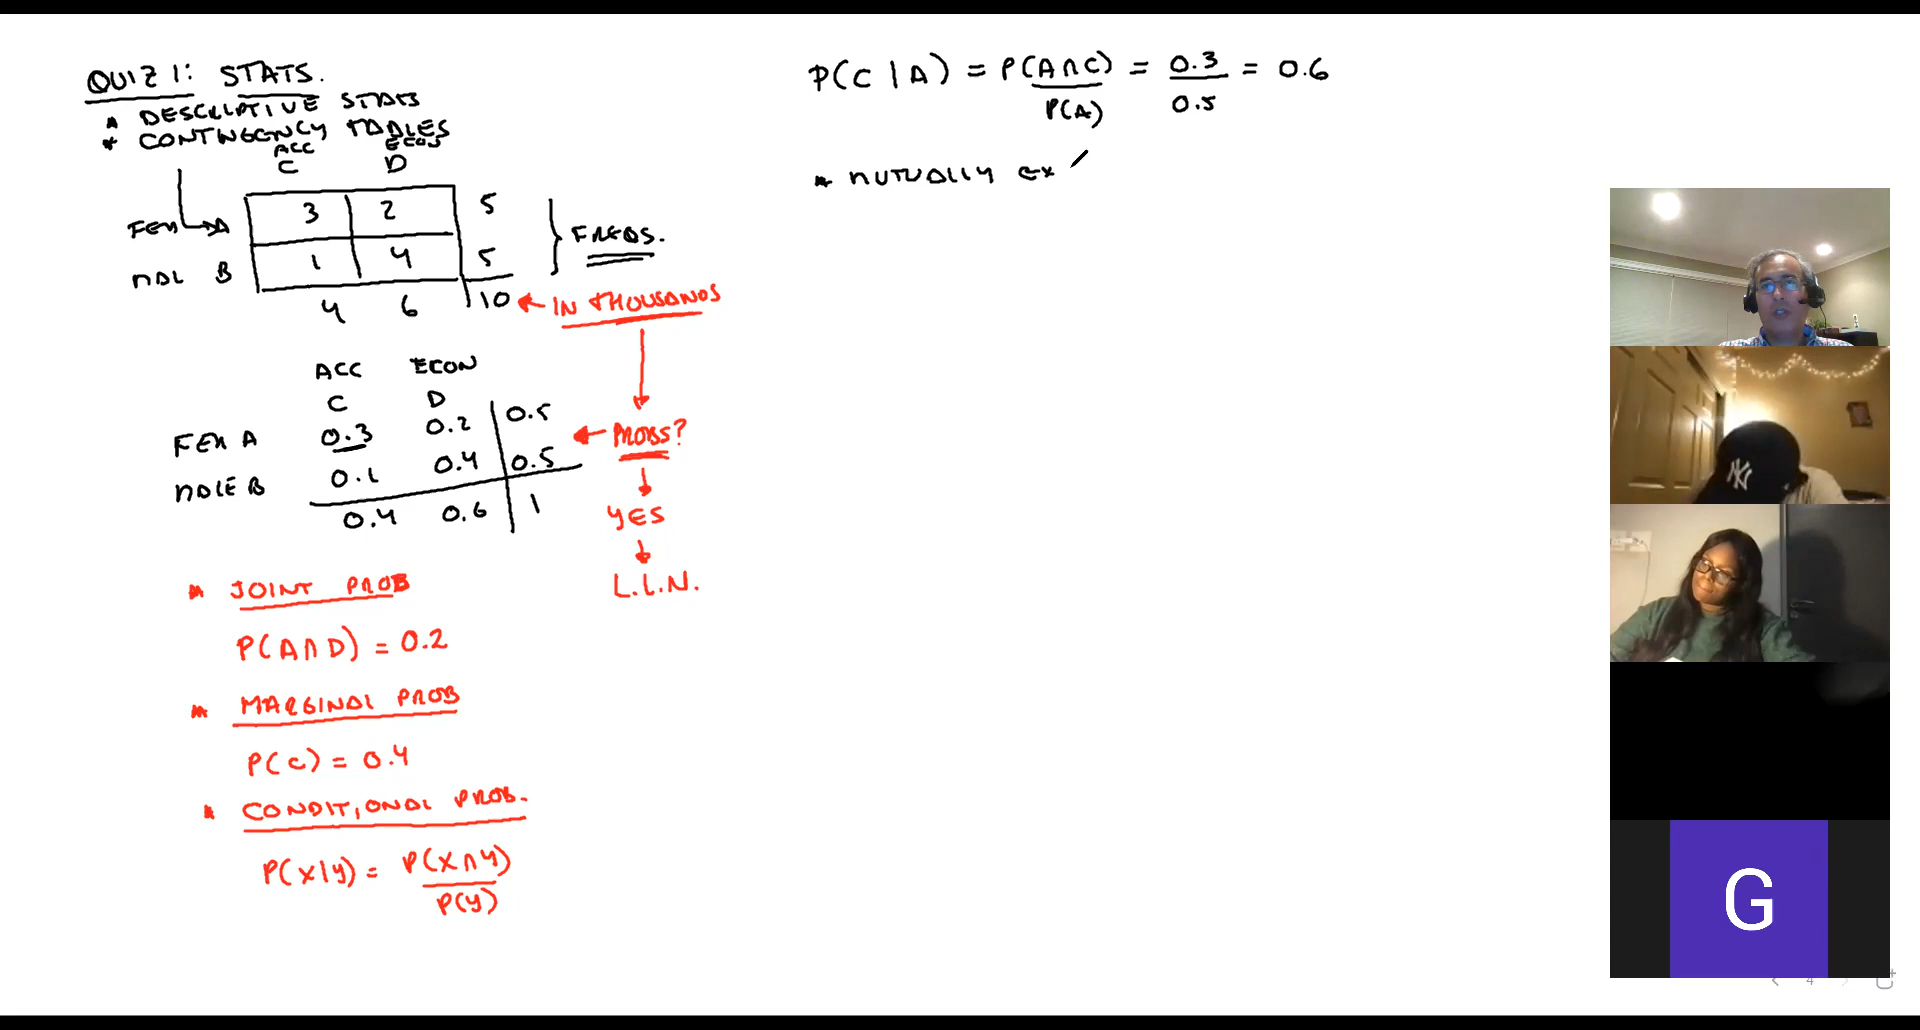 QUIZ 1: STATS.
* DESCRIPTIVE STATS
* CONTINGENCY TABLES
ACC ECON
C D
FEM A 3 2 5
MAL B 1 4 5
4 6 10
} FREQS.
← IN THOUSANDS
ACC ECON
C D
FEM A 0.3 0.2 0.5
MALE B 0.1 0.4 0.5
0.4 0.6 1
← PROBS?
YES
L.L.N.
* JOINT PROB
P(A∩D) = 0.2
* MARGINAL PROB
P(C) = 0.4
* CONDITIONAL PROB.
P(X|Y) = P(X∩Y)
P(Y)
P(C|A) = P(A∩C) = 0.3 = 0.6
P(A) 0.5
* MUTUALLY EX
NY
G
4